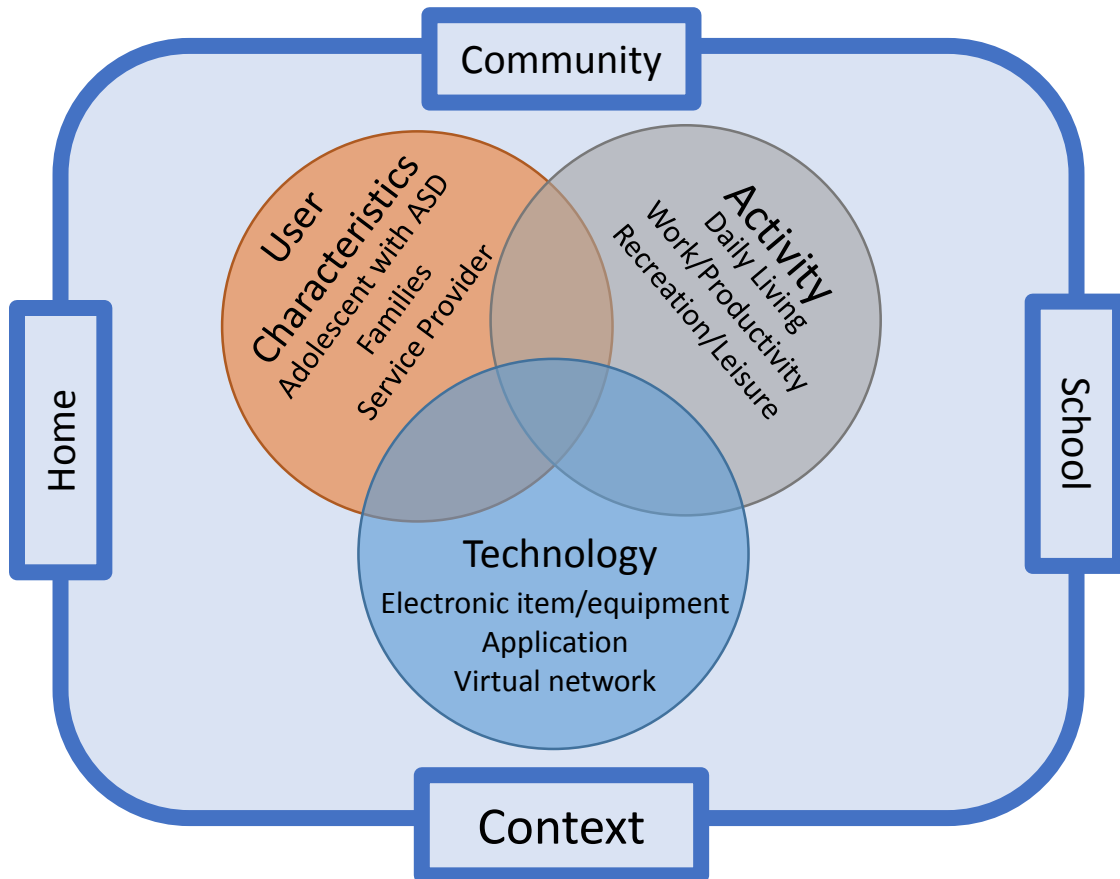 Community
User
Characteristics
Adolescent with ASD
Families
Service Provider
Activity
Daily Living
Work/Productivity
Recreation/Leisure
Home
School
Technology
Electronic item/equipment
Application
Virtual network
Context